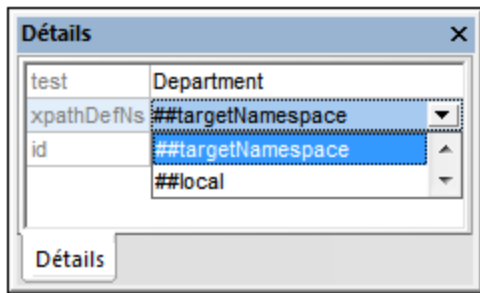 Détails
test Department
xpathDefNs ##targetNamespace
id ##targetNamespace
##local
Détails